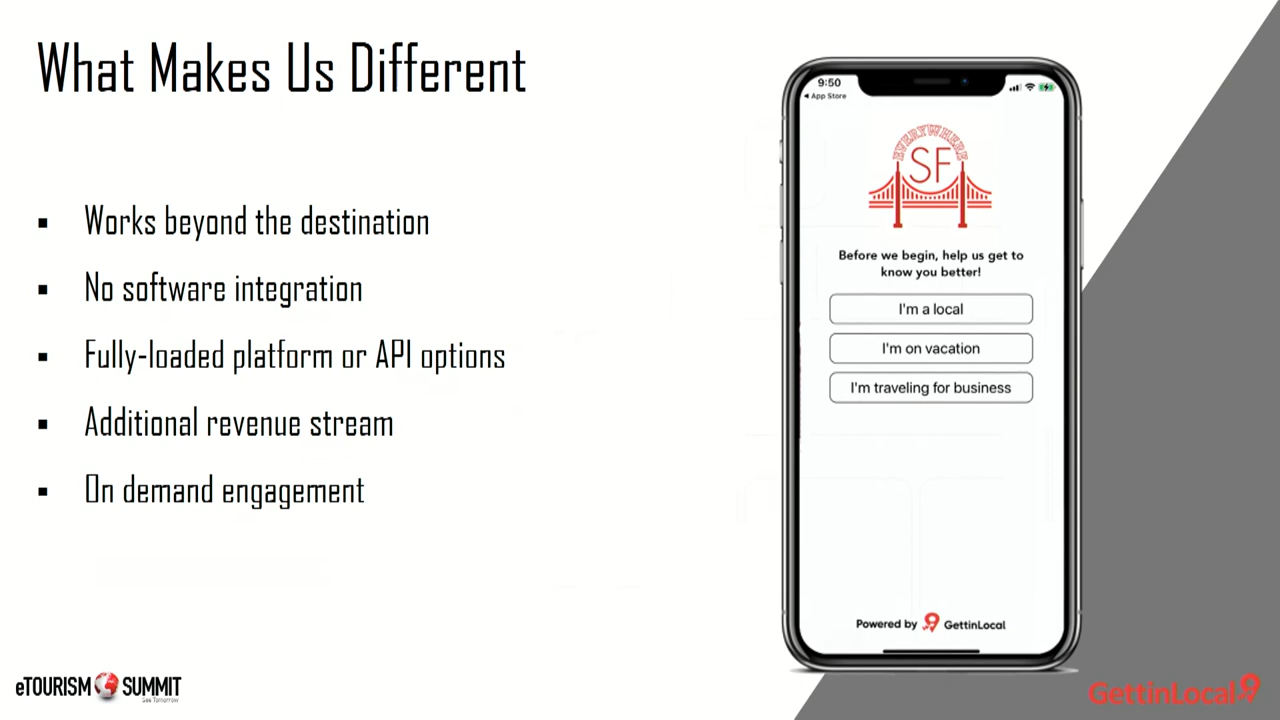 What Makes Us Different
Works beyond the destination
No software integration
Fully-loaded platform or API options
Additional revenue stream
On demand engagement
9:50
App Store
EVERYWHERE
SF
Before we begin, help us get to
know you better!
I'm a local
I'm on vacation
I'm traveling for business
Powered by GettinLocal
eTOURISM SUMMIT
See Tomorrow
GettinLocal